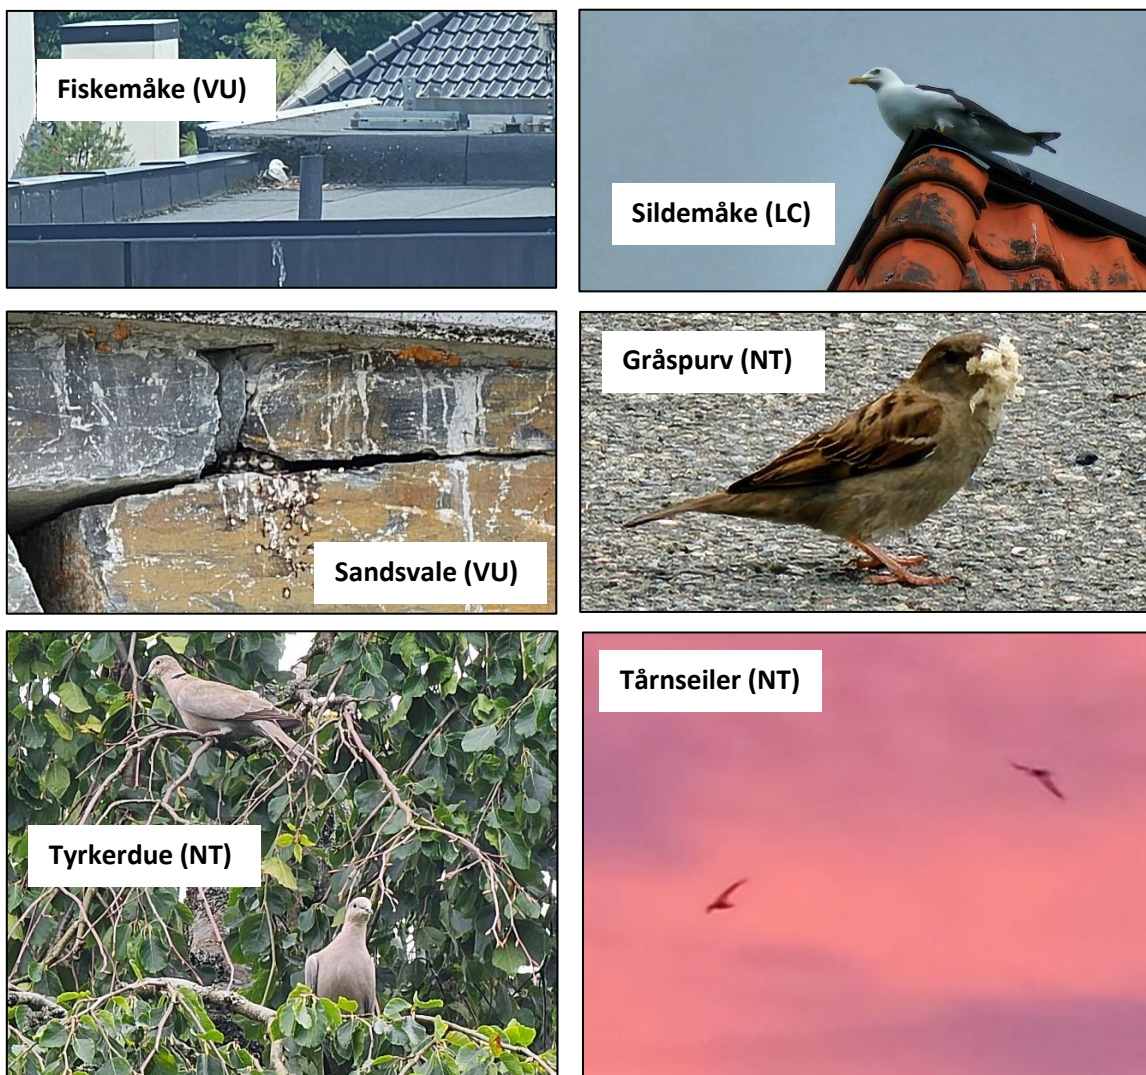 Fiskemåke (VU)
Sildemåke (LC)
Sandsvale (VU)
Gråspurv (NT)
Tyrkerdue (NT)
Tårnseiler (NT)